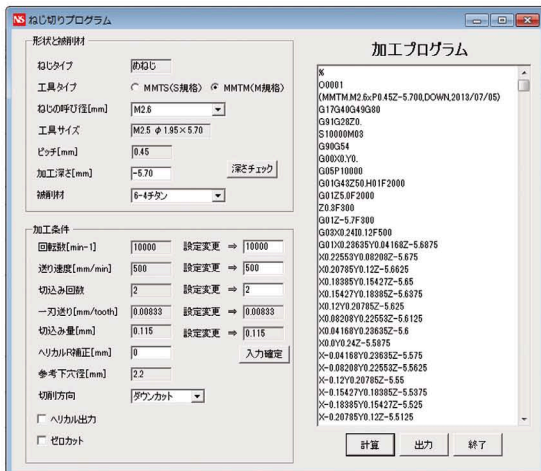 NS ねじ切りプログラム
形状と被削材
ねじタイプ めねじ
工具タイプ MMTS(S規格) MMTM(M規格)
ねじの呼び径[mm] M2.6
工具サイズ M2.5 φ1.95×5.70
ピッチ[mm] 0.45
加工深さ[mm] -5.70 深さチェック
被削材 6-4チタン
加工条件
回転数[min-1] 10000 設定変更 ⇒ 10000
送り速度[mm/min] 500 設定変更 ⇒ 500
切込み回数 2 設定変更 ⇒ 2
一刃送り[mm/tooth] 0.00833 設定変更 ⇒ 0.00833
切込み量[mm] 0.115 設定変更 ⇒ 0.115
ヘリカルR補正[mm] 0 入力確定
参考下穴径[mm] 2.2
切削方向 ダウンカット
ヘリカル出力
ゼロカット
加工プログラム
%
O0001
(MMTM,M2.6xP0.45Z-5.700,DOWN,2013/07/05)
G17G40G49G80
G91G28Z0.
S10000M03
G90G54
G00X0.Y0.
G05P10000
G01G43Z50.H01F2000
G01Z5.0F2000
Z0.3F300
G01Z-5.7F300
G03X0.24I0.12F500
G01X0.23635Y0.04168Z-5.6875
X0.22553Y0.08208Z-5.675
X0.20785Y0.12Z-5.6625
X0.18385Y0.15427Z-5.65
X0.15427Y0.18385Z-5.6375
X0.12Y0.20785Z-5.625
X0.08208Y0.22553Z-5.6125
X0.04168Y0.23635Z-5.6
X0.0Y0.24Z-5.5875
X-0.04168Y0.23635Z-5.575
X-0.08208Y0.22553Z-5.5625
X-0.12Y0.20785Z-5.55
X-0.15427Y0.18385Z-5.5375
X-0.18385Y0.15427Z-5.525
X-0.20785Y0.12Z-5.5125
計算 出力 終了